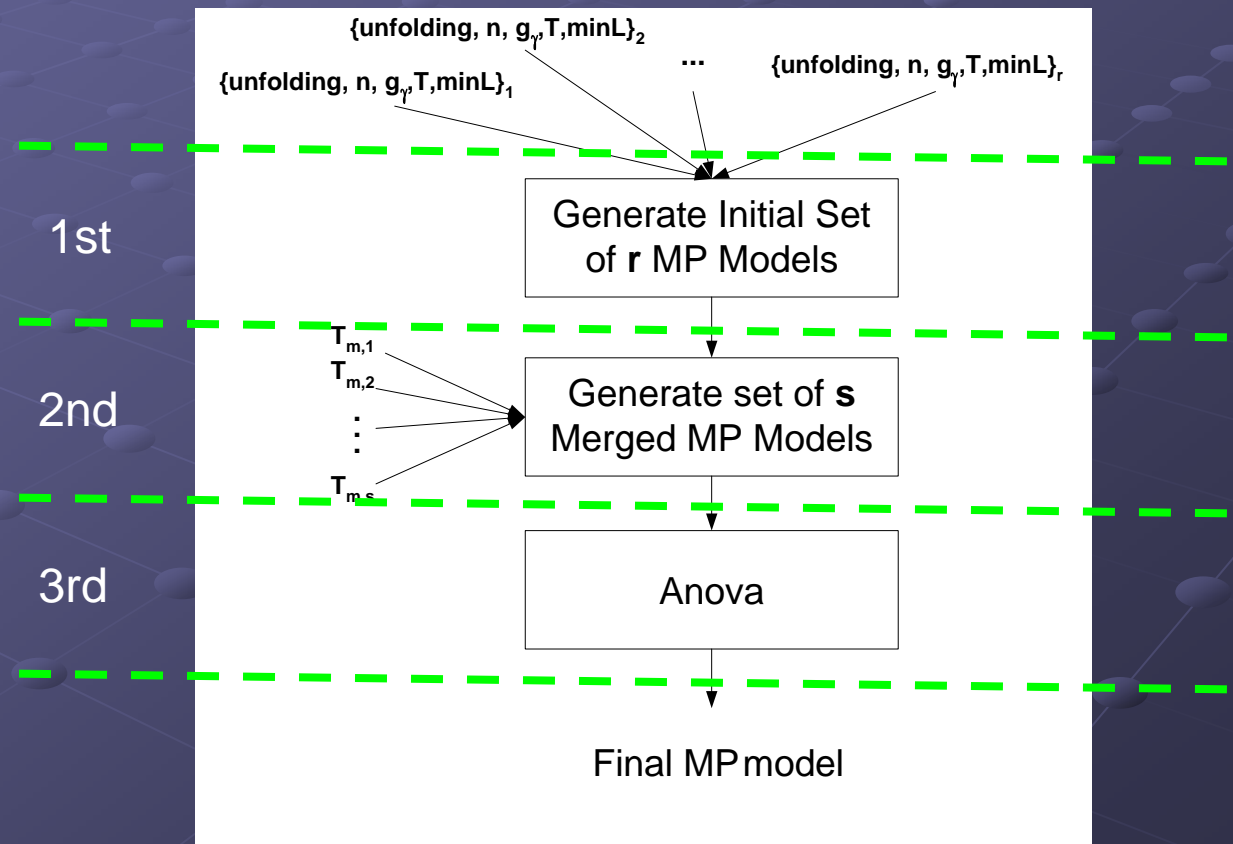 {unfolding, n, gγ,T,minL}2
...
{unfolding, n, gγ,T,minL}r
{unfolding, n, gγ,T,minL}1
1st
Generate Initial Set
of r MP Models
Tm,1
Tm,2
2nd
Generate set of s
Merged MP Models
⋮
Tm,s
3rd
Anova
Final MP model